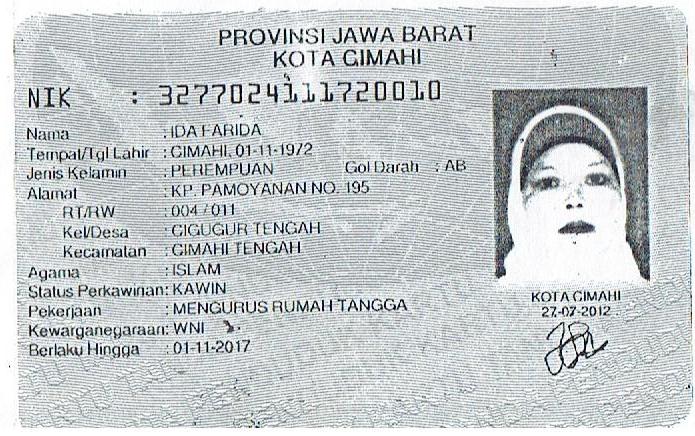 PROVINSI JAWA BARAT
KOTA CIMAHI
NIK : 3277024111720010
Nama : IDA FARIDA
Tempat/Tgl Lahir : CIMAHI, 01-11-1972
Jenis Kelamin : PEREMPUAN Gol Darah : AB
Alamat : KP. PAMOYANAN NO. 195
RT/RW : 004 / 011
Kel/Desa : CIGUGUR TENGAH
Kecamatan : CIMAHI TENGAH
Agama : ISLAM
Status Perkawinan: KAWIN
Pekerjaan : MENGURUS RUMAH TANGGA
Kewarganegaraan: WNI
Berlaku Hingga : 01-11-2017
KOTA CIMAHI
27-07-2012